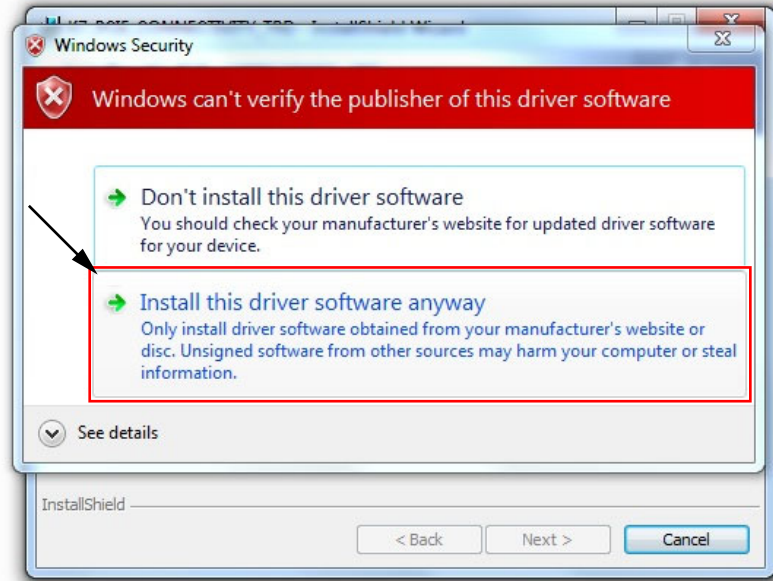 K7_PCIE_CONNECTIVITY_TRD - InstallShield Wizard
Windows Security
Windows can't verify the publisher of this driver software
Don't install this driver software
You should check your manufacturer's website for updated driver software
for your device.
Install this driver software anyway
Only install driver software obtained from your manufacturer's website or
disc. Unsigned software from other sources may harm your computer or steal
information.
See details
InstallShield
< Back
Next >
Cancel